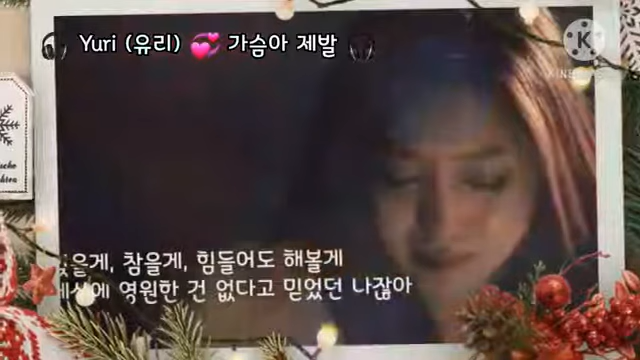 Yuri (유리) 💞 가슴아 제발
K
참을게, 힘들어도 해볼게
영원한 건 없다고 믿었던 나잖아